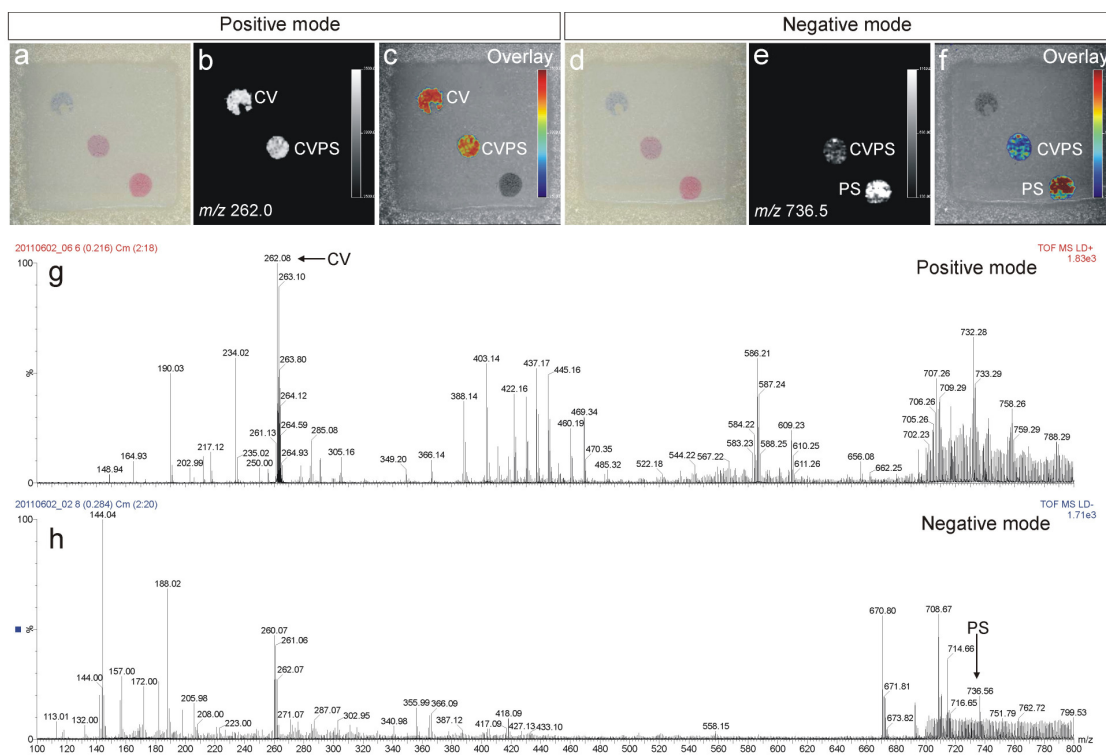 Positive mode
Negative mode
a
b
CV
CVPS
m/z 262.0
c
Overlay
d
e
CVPS
PS
m/z 736.5
f
Overlay
CVPS
PS
20110602_06 6 (0.216) Cm (2:18)
TOF MS LD+
1.83e3
g
Positive mode
100
%
0
262.08
CV
263.10
263.80
264.12
264.59
264.93
261.13
250.00
235.02
234.02
217.12
202.99
190.03
164.93
148.94
285.08
305.16
349.20
366.14
388.14
403.14
422.16
437.17
445.16
460.19
469.34
470.35
485.32
522.18
544.22
567.22
583.23
584.22
586.21
587.24
588.25
609.23
610.25
611.26
656.08
662.25
702.23
705.26
706.26
707.26
709.29
732.28
733.29
758.26
759.29
788.29
20110602_02 8 (0.284) Cm (2:20)
TOF MS LD-
1.71e3
h
Negative mode
100
%
0
113.01
132.00
144.00
144.04
157.00
172.00
188.02
205.98
208.00
223.00
260.07
261.06
262.07
271.07
287.07
302.95
340.98
355.99
366.09
387.12
417.09
418.09
427.13
433.10
558.15
670.80
671.81
673.82
708.67
714.66
716.65
PS
736.56
751.79
762.72
799.53
100 120 140 160 180 200 220 240 260 280 300 320 340 360 380 400 420 440 460 480 500 520 540 560 580 600 620 640 660 680 700 720 740 760 780 800
m/z